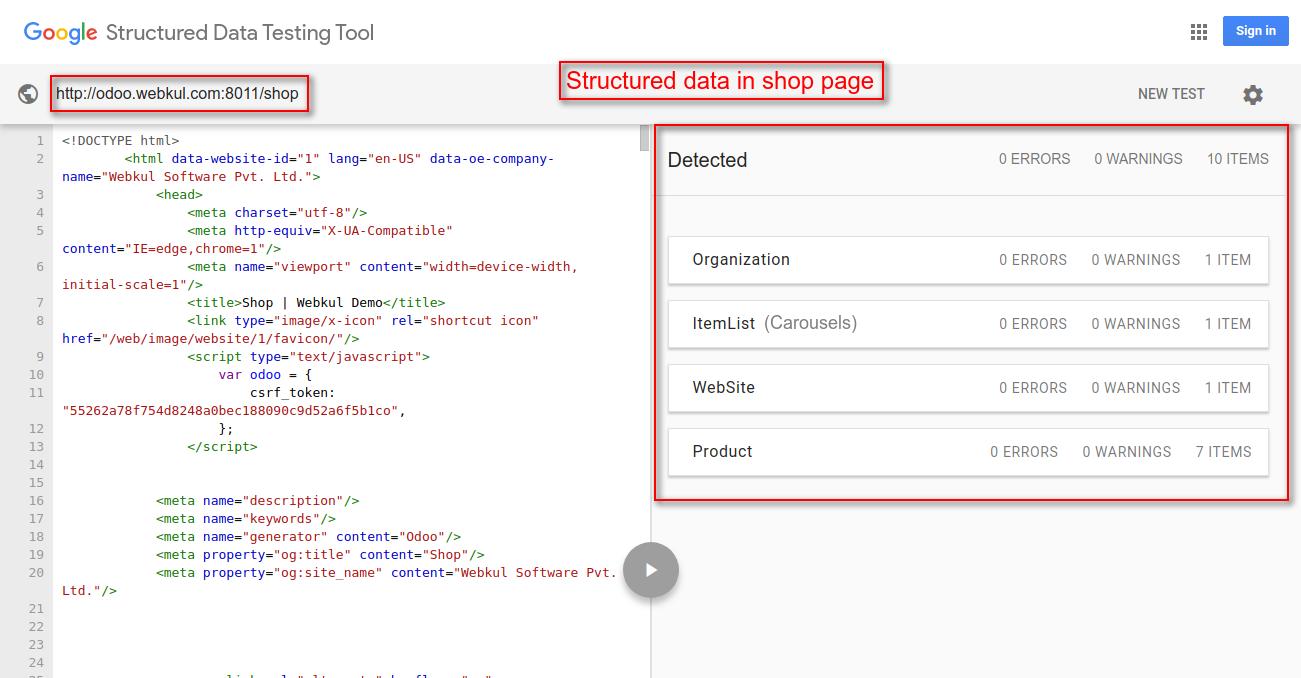 Google Structured Data Testing Tool
Sign in
http://odoo.webkul.com:8011/shop
Structured data in shop page
NEW TEST
1 <!DOCTYPE html>
2 <html data-website-id="1" lang="en-US" data-oe-company-
name="Webkul Software Pvt. Ltd.">
3 <head>
4 <meta charset="utf-8"/>
5 <meta http-equiv="X-UA-Compatible"
content="IE=edge,chrome=1"/>
6 <meta name="viewport" content="width=device-width,
initial-scale=1"/>
7 <title>Shop | Webkul Demo</title>
8 <link type="image/x-icon" rel="shortcut icon"
href="/web/image/website/1/favicon/"/>
9 <script type="text/javascript">
10 var odoo = {
11 csrf_token:
"55262a78f754d8248a0bec188090c9d52a6f5b1co",
12 };
13 </script>
14
15
16 <meta name="description"/>
17 <meta name="keywords"/>
18 <meta name="generator" content="Odoo"/>
19 <meta property="og:title" content="Shop"/>
20 <meta property="og:site_name" content="Webkul Software Pvt.
Ltd."/>
21
22
23
24
Detected 0 ERRORS 0 WARNINGS 10 ITEMS
Organization 0 ERRORS 0 WARNINGS 1 ITEM
ItemList (Carousels) 0 ERRORS 0 WARNINGS 1 ITEM
WebSite 0 ERRORS 0 WARNINGS 1 ITEM
Product 0 ERRORS 0 WARNINGS 7 ITEMS